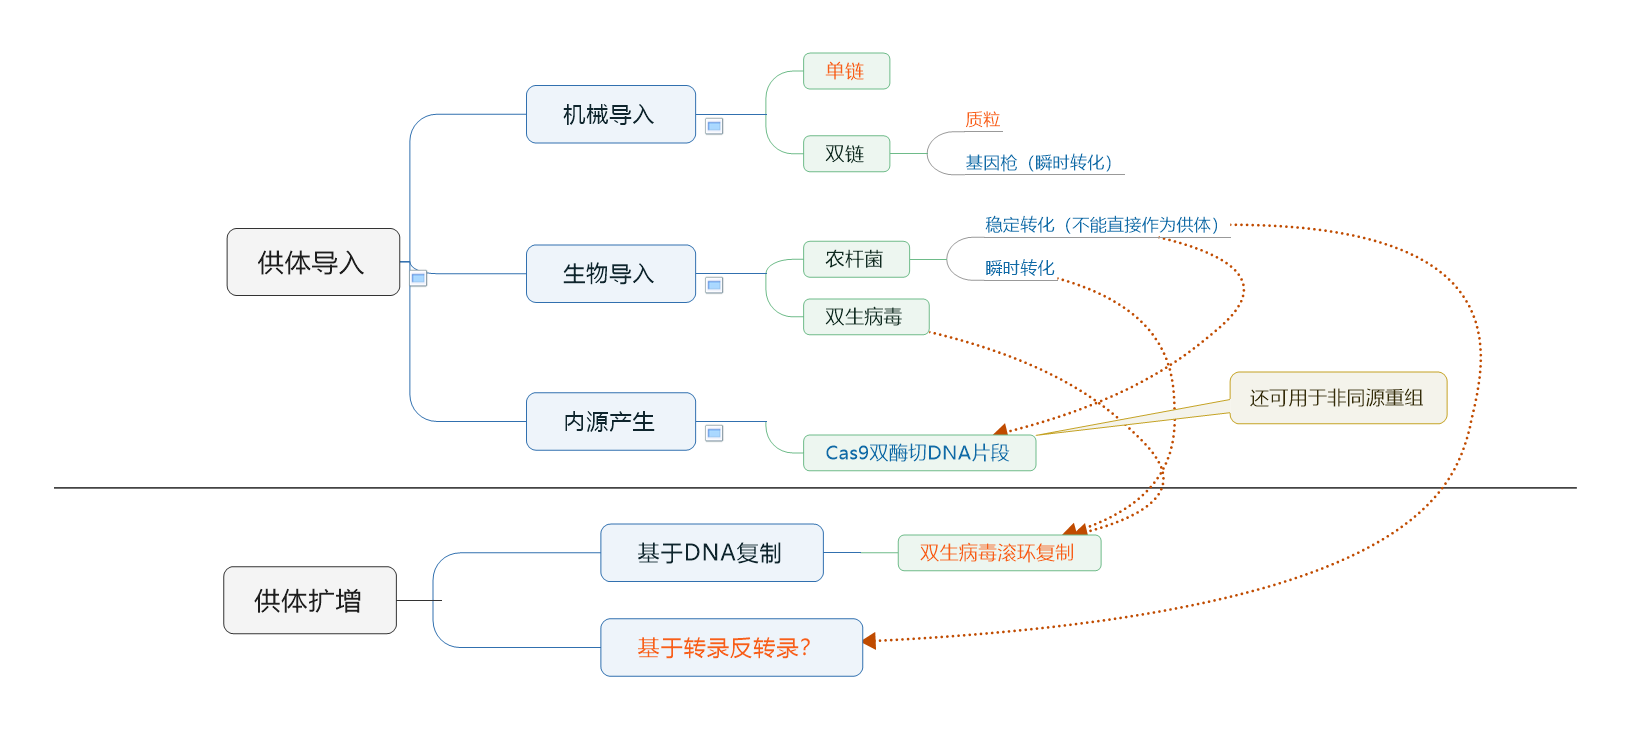 供体导入
机械导入
单链
双链
质粒
基因枪（瞬时转化）
生物导入
农杆菌
稳定转化（不能直接作为供体）
瞬时转化
双生病毒
内源产生
Cas9双酶切DNA片段
还可用于非同源重组
供体扩增
基于DNA复制
双生病毒滚环复制
基于转录反转录？